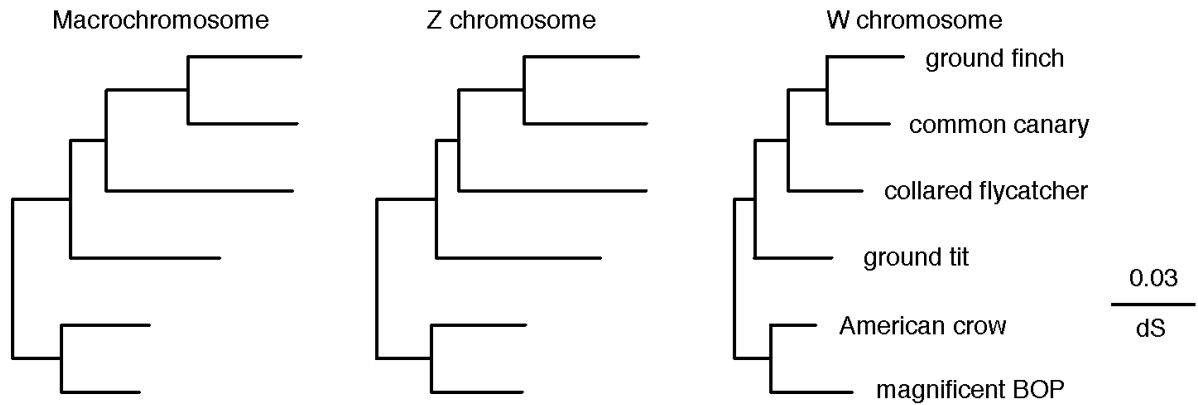 Macrochromosome
Z chromosome
W chromosome
ground finch
common canary
collared flycatcher
ground tit
American crow
magnificent BOP
0.03
dS